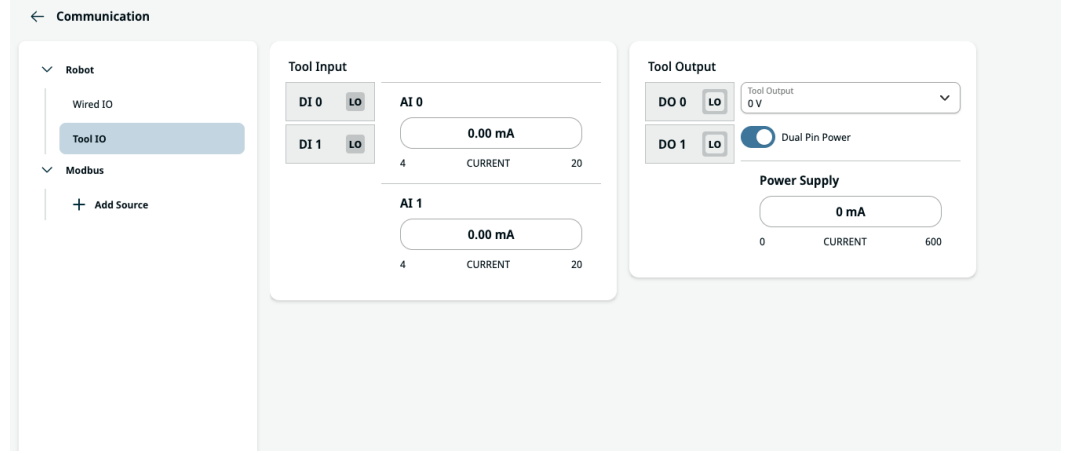 Communication
Robot
Wired IO
Tool IO
Modbus
Add Source
Tool Input
DI 0 LO
DI 1 LO
AI 0
0.00 mA
4 CURRENT 20
AI 1
0.00 mA
4 CURRENT 20
Tool Output
DO 0 LO
DO 1 LO
Tool Output
0 V
Dual Pin Power
Power Supply
0 mA
0 CURRENT 600